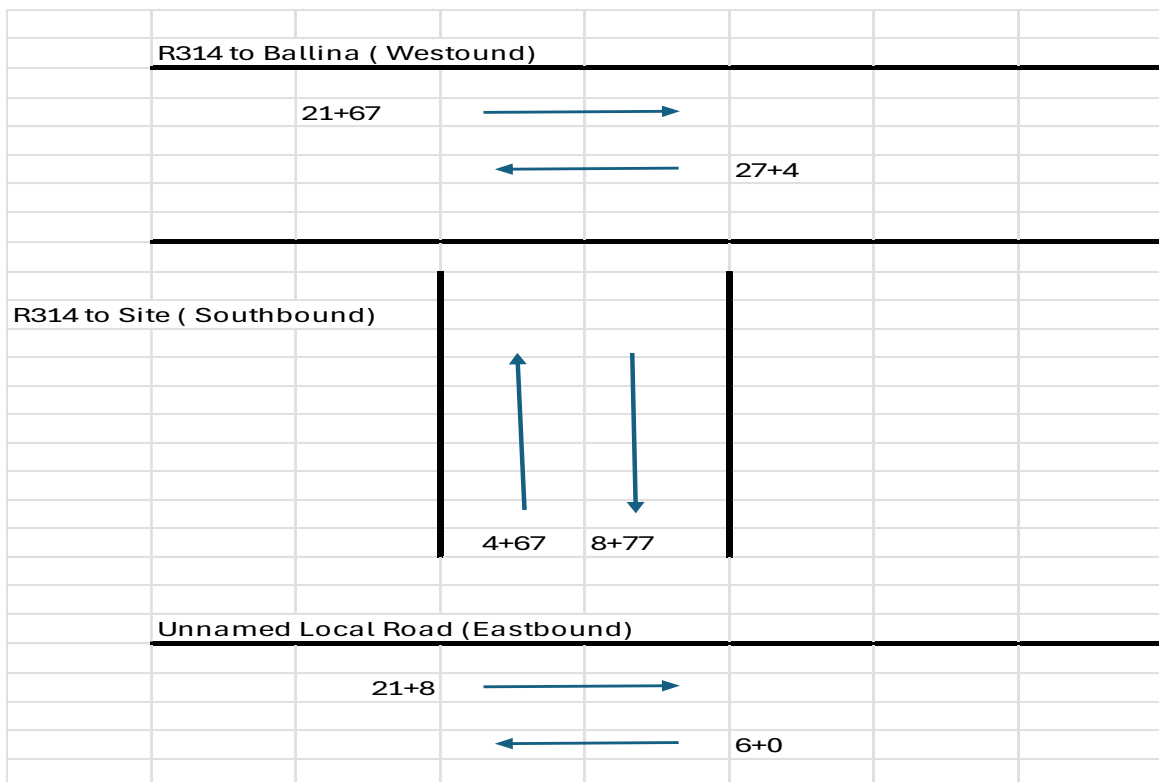 R314 to Ballina ( Westound)
21+67
27+4
R314 to Site ( Southbound)
4+67 8+77
Unnamed Local Road (Eastbound)
21+8
6+0